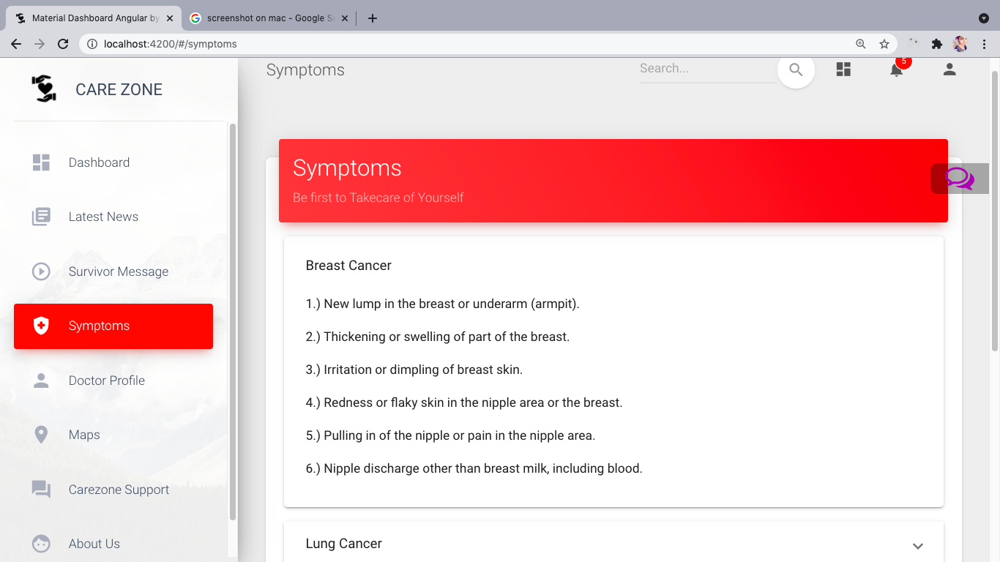 Material Dashboard Angular by
screenshot on mac - Google S
localhost:4200/#/symptoms
CARE ZONE
Symptoms
Search...
5
Dashboard
Latest News
Survivor Message
Symptoms
Doctor Profile
Maps
Carezone Support
About Us
Symptoms
Be first to Takecare of Yourself
Breast Cancer
1.) New lump in the breast or underarm (armpit).
2.) Thickening or swelling of part of the breast.
3.) Irritation or dimpling of breast skin.
4.) Redness or flaky skin in the nipple area or the breast.
5.) Pulling in of the nipple or pain in the nipple area.
6.) Nipple discharge other than breast milk, including blood.
Lung Cancer